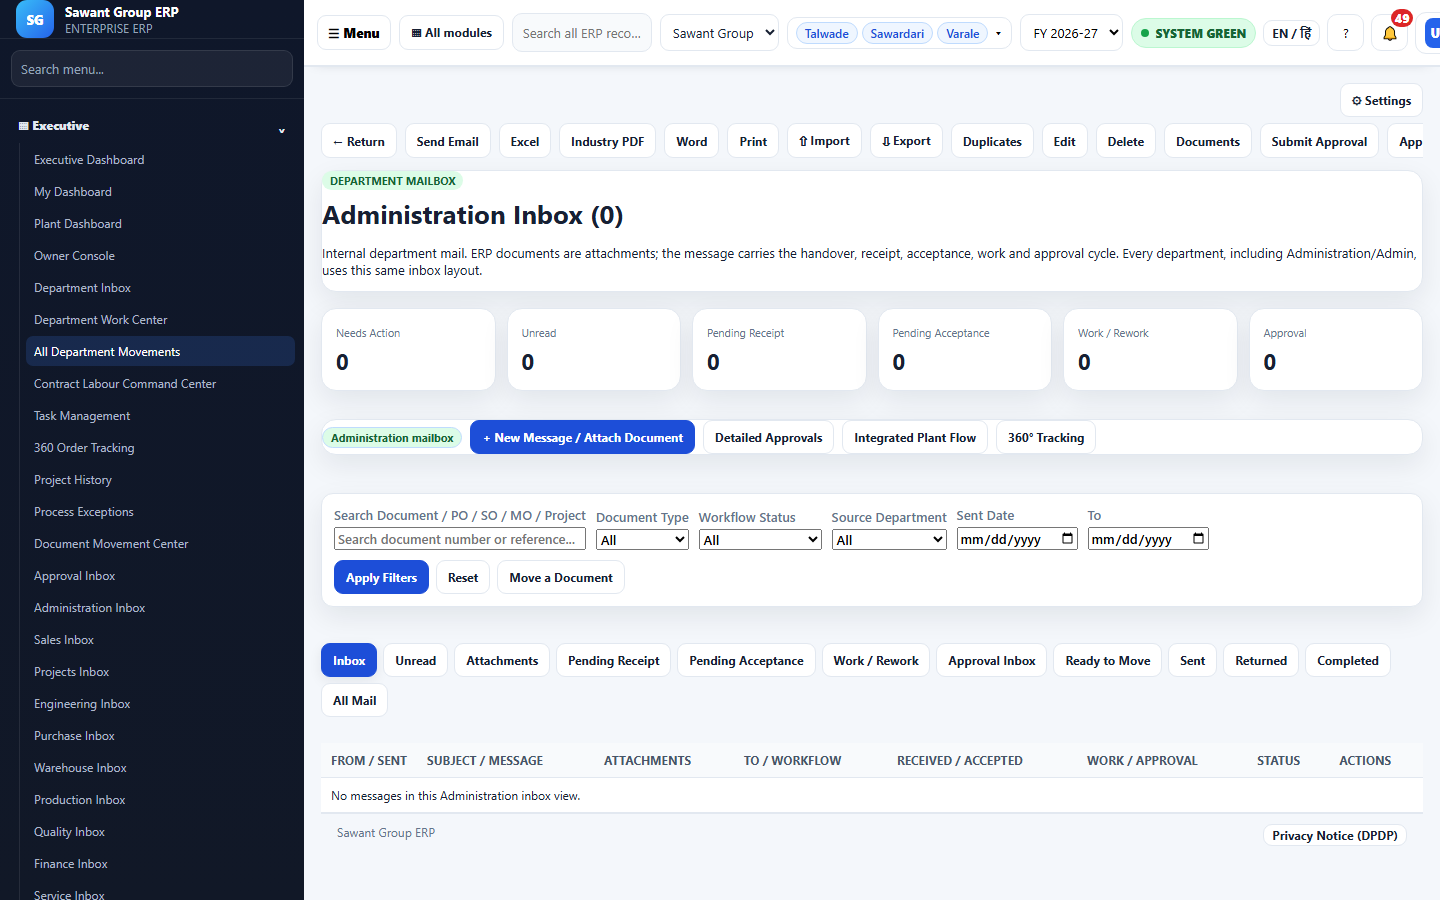 SG
Sawant Group ERP
ENTERPRISE ERP
Search menu...
Executive
Executive Dashboard
My Dashboard
Plant Dashboard
Owner Console
Department Inbox
Department Work Center
All Department Movements
Contract Labour Command Center
Task Management
360 Order Tracking
Project History
Process Exceptions
Document Movement Center
Approval Inbox
Administration Inbox
Sales Inbox
Projects Inbox
Engineering Inbox
Purchase Inbox
Warehouse Inbox
Production Inbox
Quality Inbox
Finance Inbox
Service Inbox
☰ Menu
All modules
Search all ERP reco...
Sawant Group
Talwade Sawardari Varale
FY 2026-27
SYSTEM GREEN
EN / हिं
?
49
U
⚙ Settings
← Return
Send Email
Excel
Industry PDF
Word
Print
⇧ Import
⇩ Export
Duplicates
Edit
Delete
Documents
Submit Approval
App
DEPARTMENT MAILBOX
Administration Inbox (0)
Internal department mail. ERP documents are attachments; the message carries the handover, receipt, acceptance, work and approval cycle. Every department, including Administration/Admin,
uses this same inbox layout.
Needs Action
0
Unread
0
Pending Receipt
0
Pending Acceptance
0
Work / Rework
0
Approval
0
Administration mailbox
+ New Message / Attach Document
Detailed Approvals
Integrated Plant Flow
360° Tracking
Search Document / PO / SO / MO / Project
Search document number or reference...
Document Type
All
Workflow Status
All
Source Department
All
Sent Date
mm/dd/yyyy
To
mm/dd/yyyy
Apply Filters
Reset
Move a Document
Inbox
Unread
Attachments
Pending Receipt
Pending Acceptance
Work / Rework
Approval Inbox
Ready to Move
Sent
Returned
Completed
All Mail
FROM / SENT SUBJECT / MESSAGE ATTACHMENTS TO / WORKFLOW RECEIVED / ACCEPTED WORK / APPROVAL STATUS ACTIONS
No messages in this Administration inbox view.
Sawant Group ERP
Privacy Notice (DPDP)